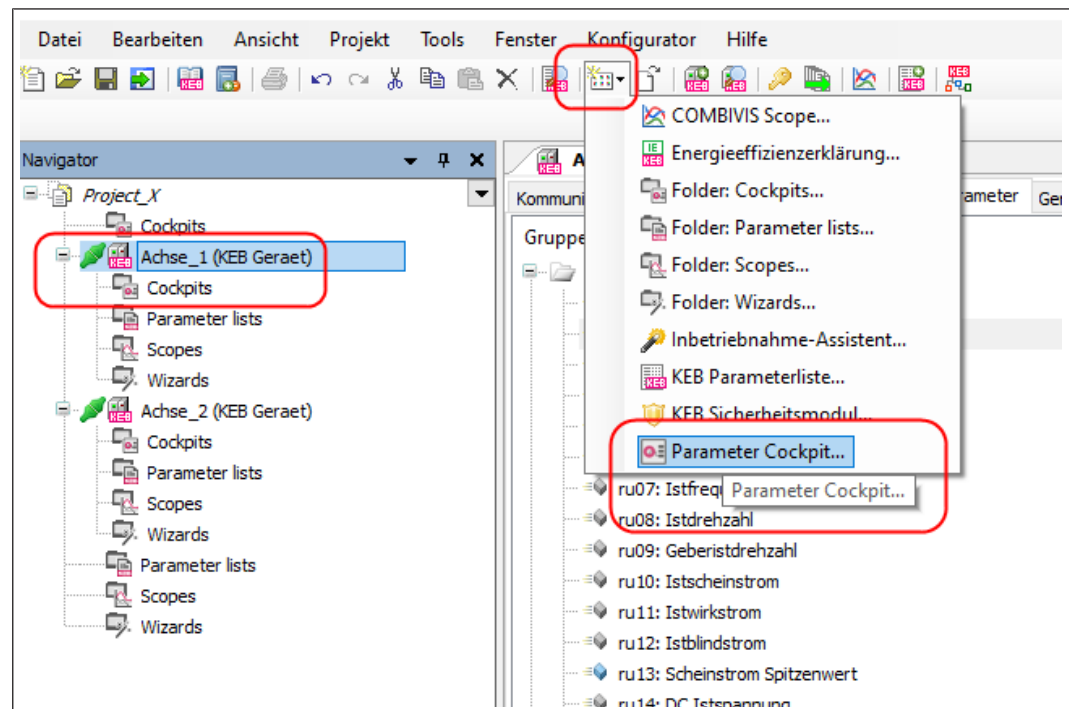 Datei Bearbeiten Ansicht Projekt Tools Fenster Konfigurator Hilfe
Navigator
Project_X
Cockpits
Achse_1 (KEB Geraet)
Cockpits
Parameter lists
Scopes
Wizards
Achse_2 (KEB Geraet)
Cockpits
Parameter lists
Scopes
Wizards
Parameter lists
Scopes
Wizards
COMBIVIS Scope...
Energieeffizienzerklärung...
Folder: Cockpits...
Folder: Parameter lists...
Folder: Scopes...
Folder: Wizards...
Inbetriebnahme-Assistent...
KEB Parameterliste...
KEB Sicherheitsmodul...
Parameter Cockpit...
Parameter Cockpit...
A
Kommuni
rameter
Ger
Gruppe
ru07: Istfrequ
ru08: Istdrehzahl
ru09: Geberistdrehzahl
ru10: Istscheinstrom
ru11: Istwirkstrom
ru12: Istblindstrom
ru13: Scheinstrom Spitzenwert
ru14: DC Istspannung